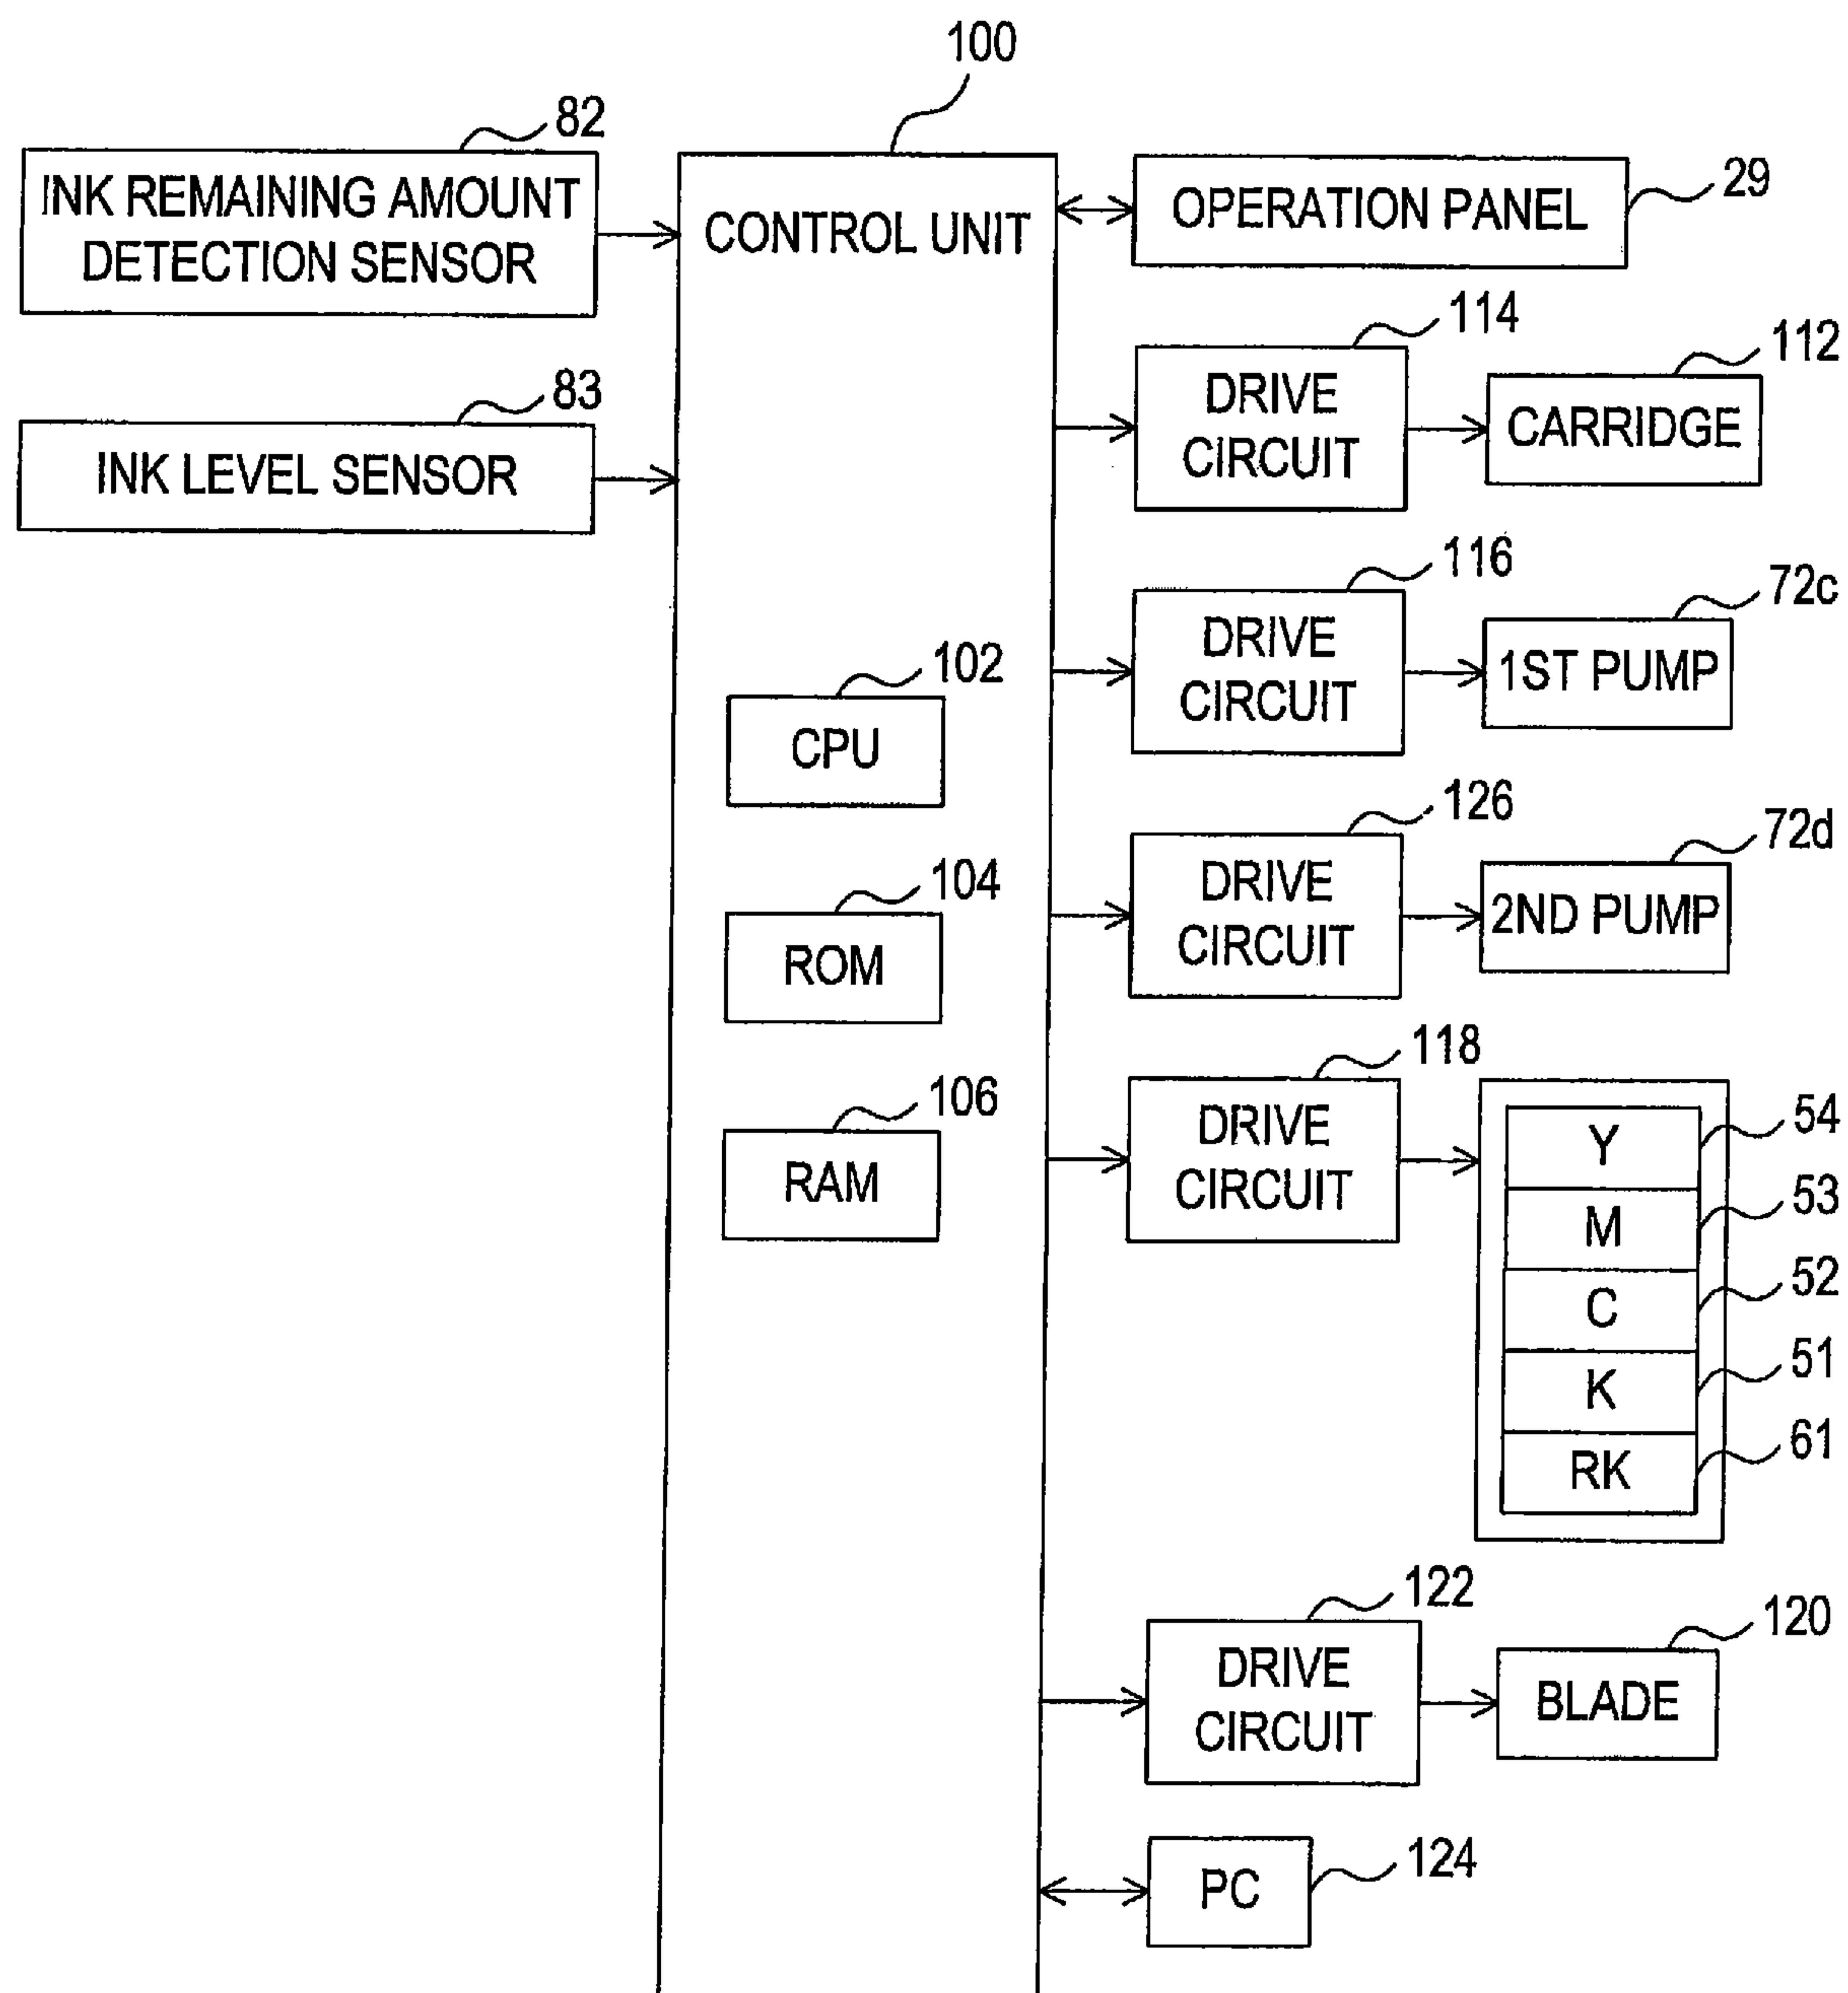 100
82
INK REMAINING AMOUNT
DETECTION SENSOR
83
INK LEVEL SENSOR
CONTROL UNIT
102
CPU
104
ROM
106
RAM
OPERATION PANEL
29
114
DRIVE
CIRCUIT
112
CARRIDGE
116
DRIVE
CIRCUIT
72c
1ST PUMP
126
DRIVE
CIRCUIT
72d
2ND PUMP
118
DRIVE
CIRCUIT
Y
54
M
53
C
52
K
51
RK
61
122
DRIVE
CIRCUIT
120
BLADE
PC
124